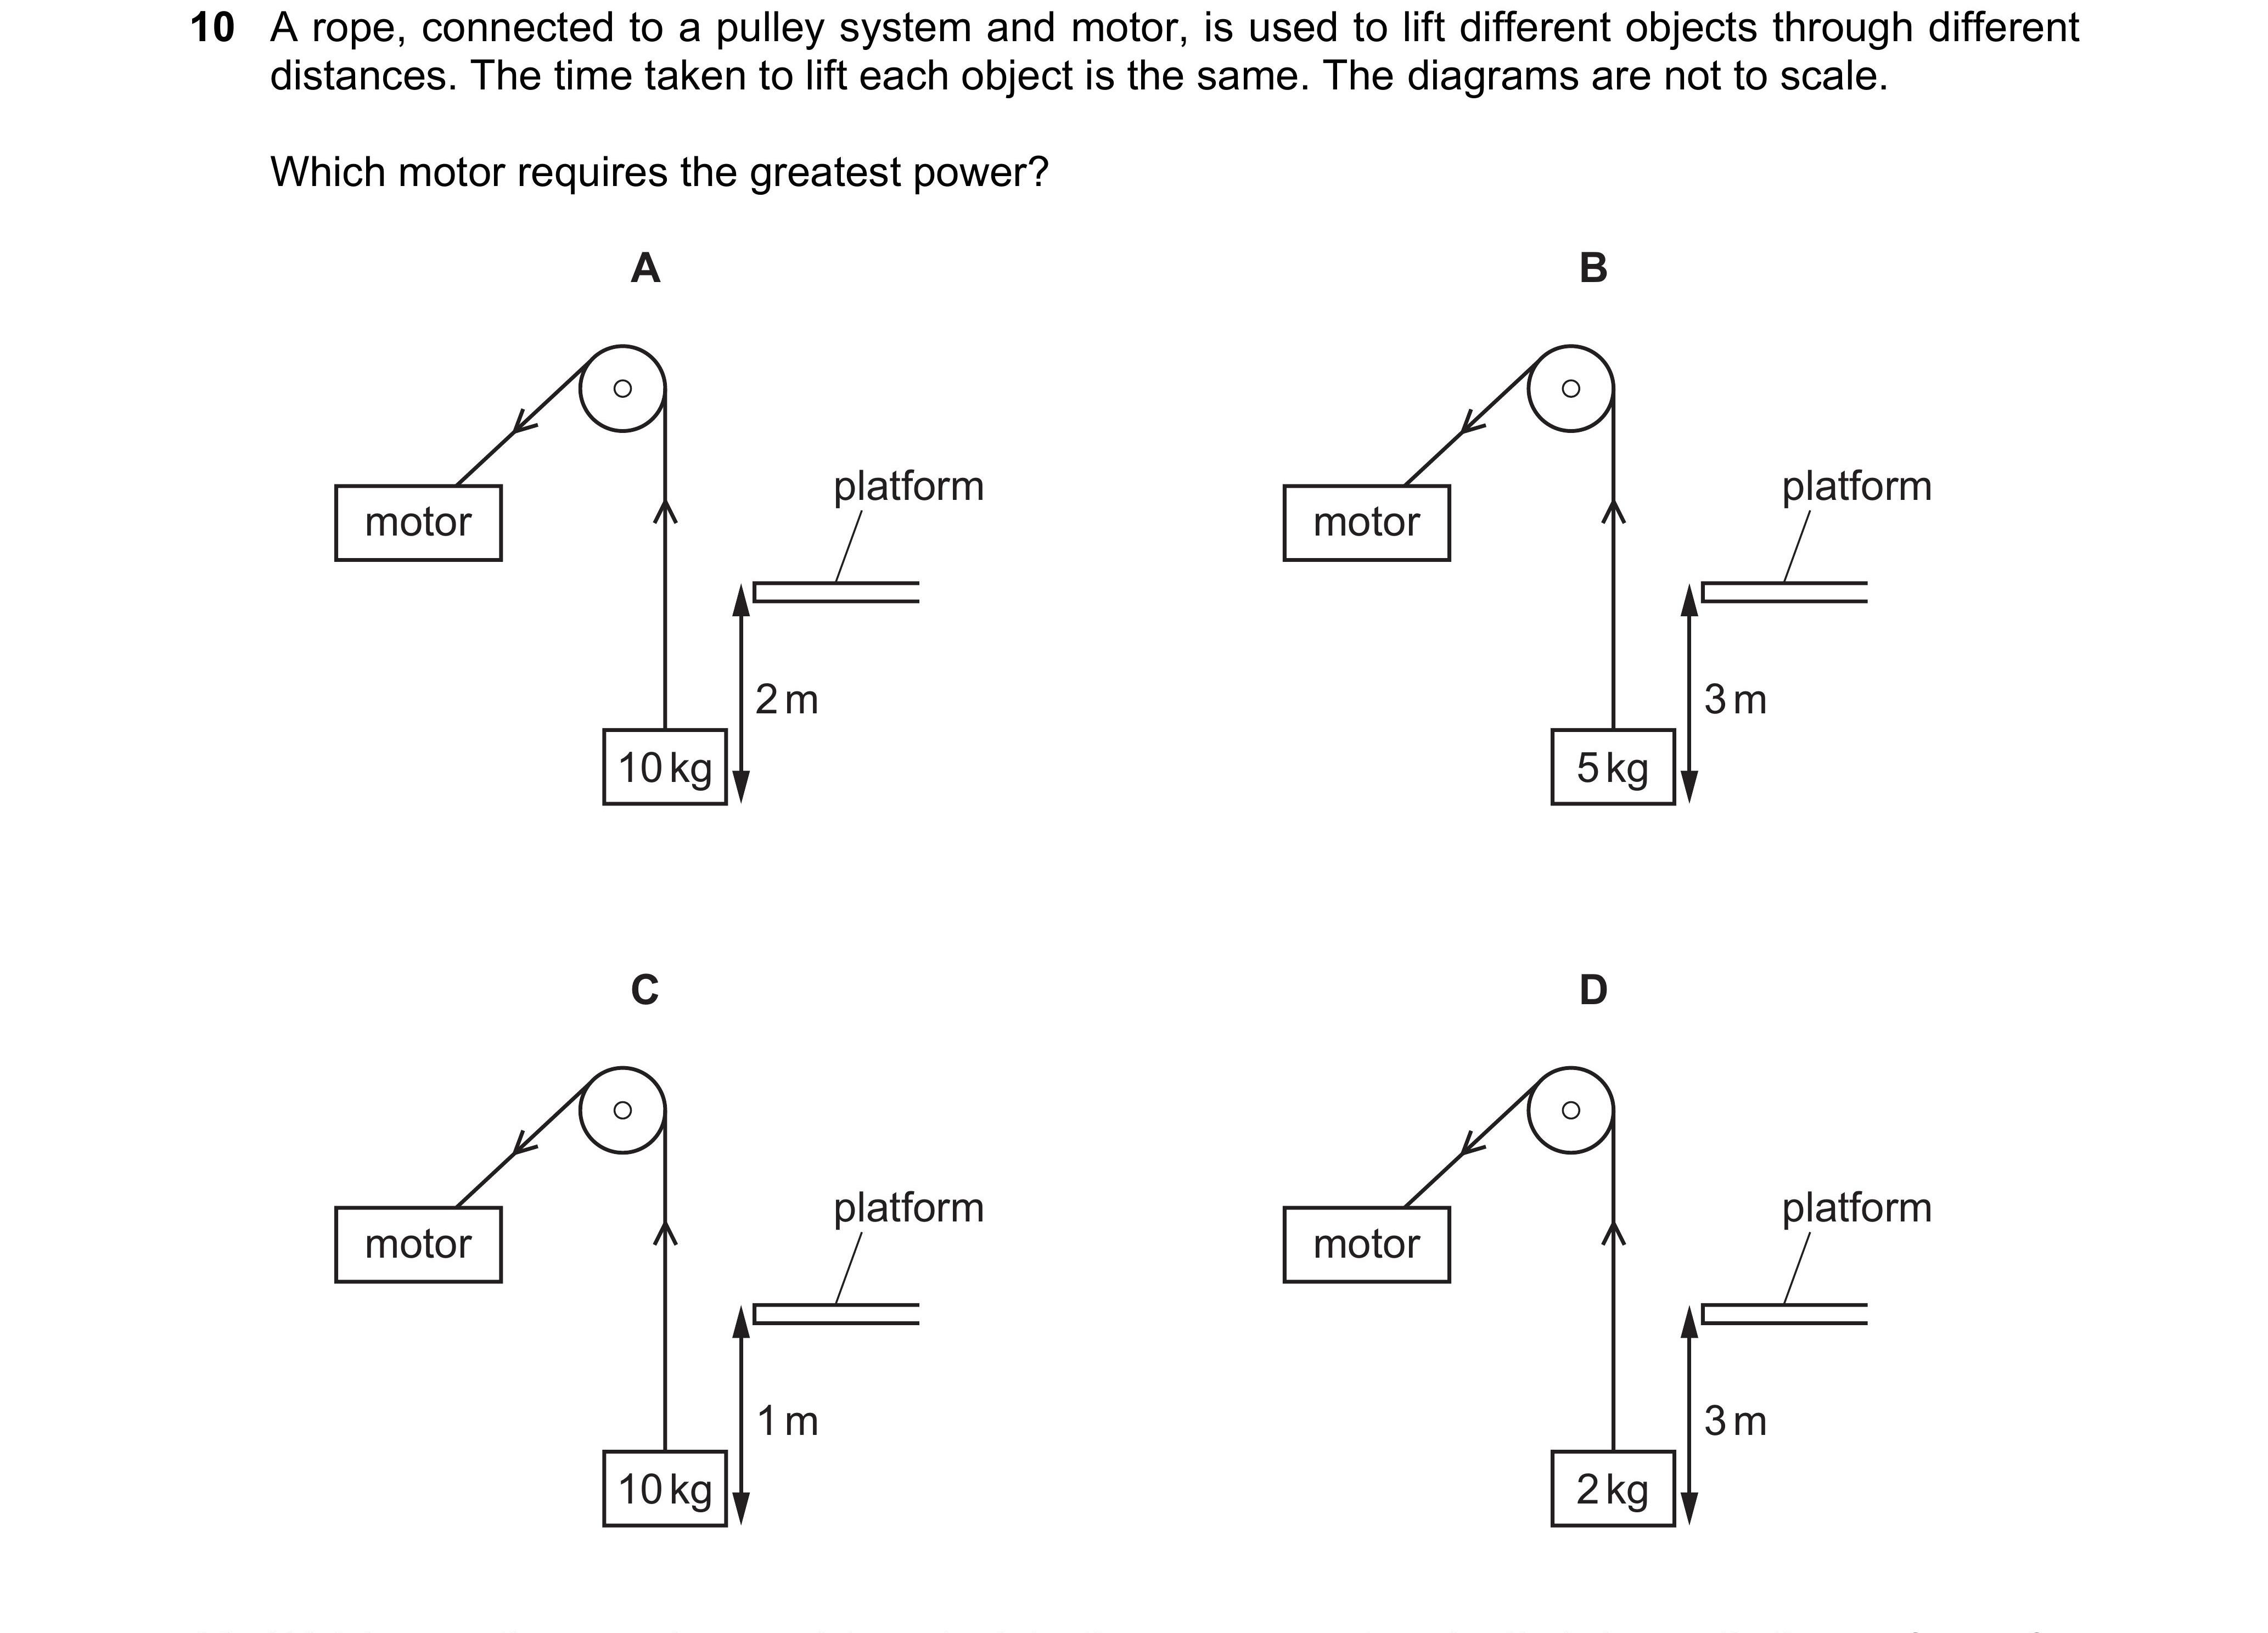 10 A rope, connected to a pulley system and motor, is used to lift different objects through different
distances. The time taken to lift each object is the same. The diagrams are not to scale.
Which motor requires the greatest power?
A
motor
platform
2 m
10 kg
B
motor
platform
3 m
5 kg
C
motor
platform
1 m
10 kg
D
motor
platform
3 m
2 kg